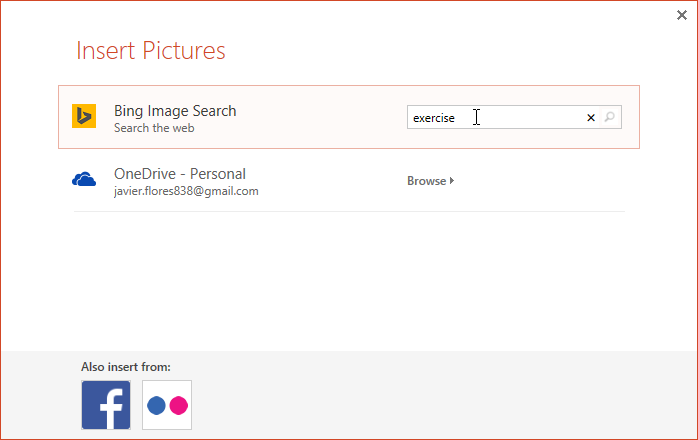 Insert Pictures
Bing Image Search
Search the web
exercise
OneDrive - Personal
javier.flores838@gmail.com
Browse
Also insert from: